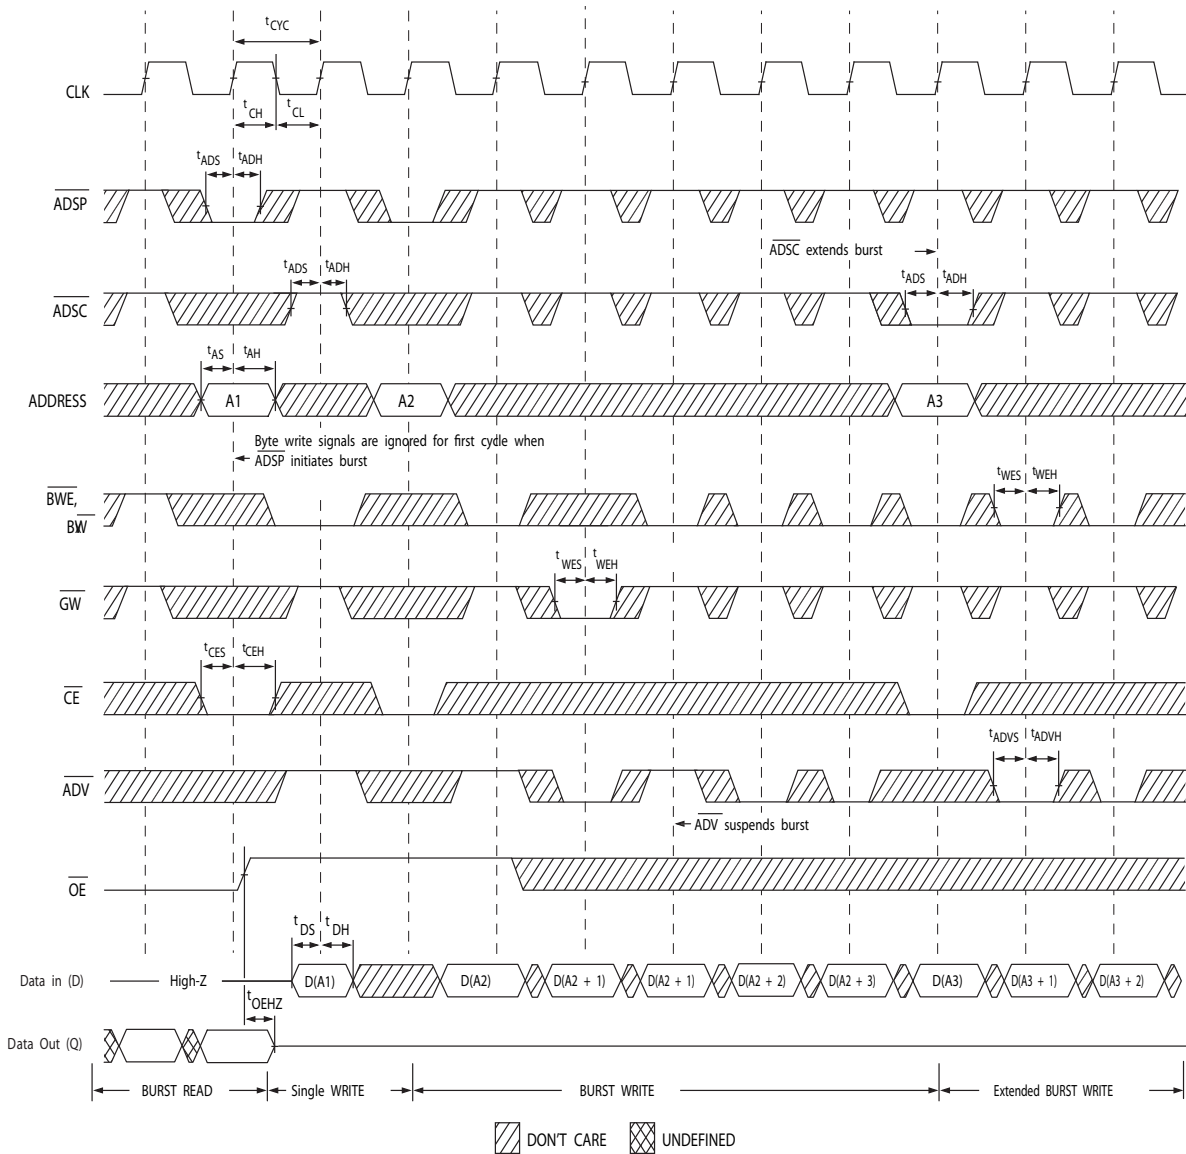 tCYC
CLK
tCH
tCL
tADS tADH
ADSP
ADSC extends burst
tADS tADH
tADS tADH
ADSC
tAS tAH
ADDRESS
A1
A2
A3
Byte write signals are ignored for first cycle when
ADSP initiates burst
BWE,
BWx
tWES tWEH
tWES tWEH
GW
tCES tCEH
CE
tADVS tADVH
ADV
ADV suspends burst
OE
tDS tDH
Data in (D)
High-Z
D(A1)
D(A2)
D(A2 + 1)
D(A2 + 1)
D(A2 + 2)
D(A2 + 3)
D(A3)
D(A3 + 1)
D(A3 + 2)
tOEHZ
Data Out (Q)
BURST READ
Single WRITE
BURST WRITE
Extended BURST WRITE
DON'T CARE
UNDEFINED